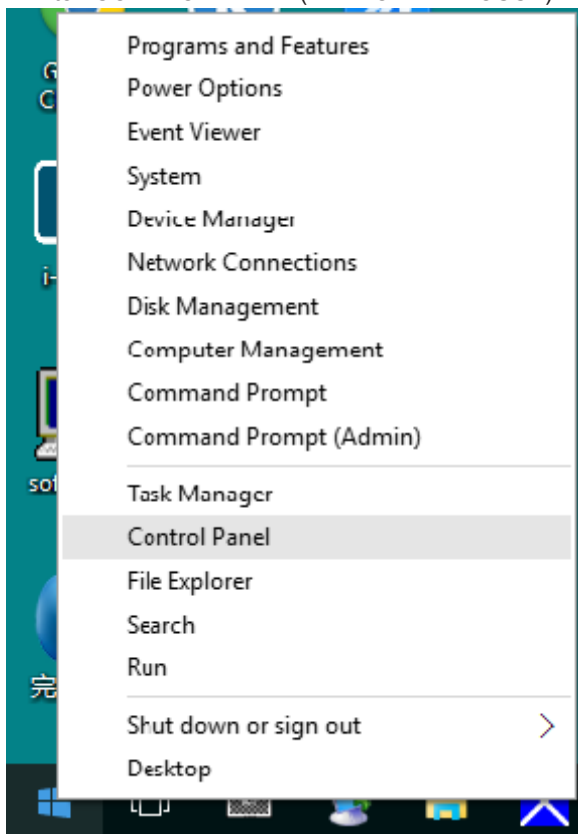 Programs and Features
Power Options
Event Viewer
System
Device Manager
Network Connections
Disk Management
Computer Management
Command Prompt
Command Prompt (Admin)
Task Manager
Control Panel
File Explorer
Search
Run
Shut down or sign out
Desktop